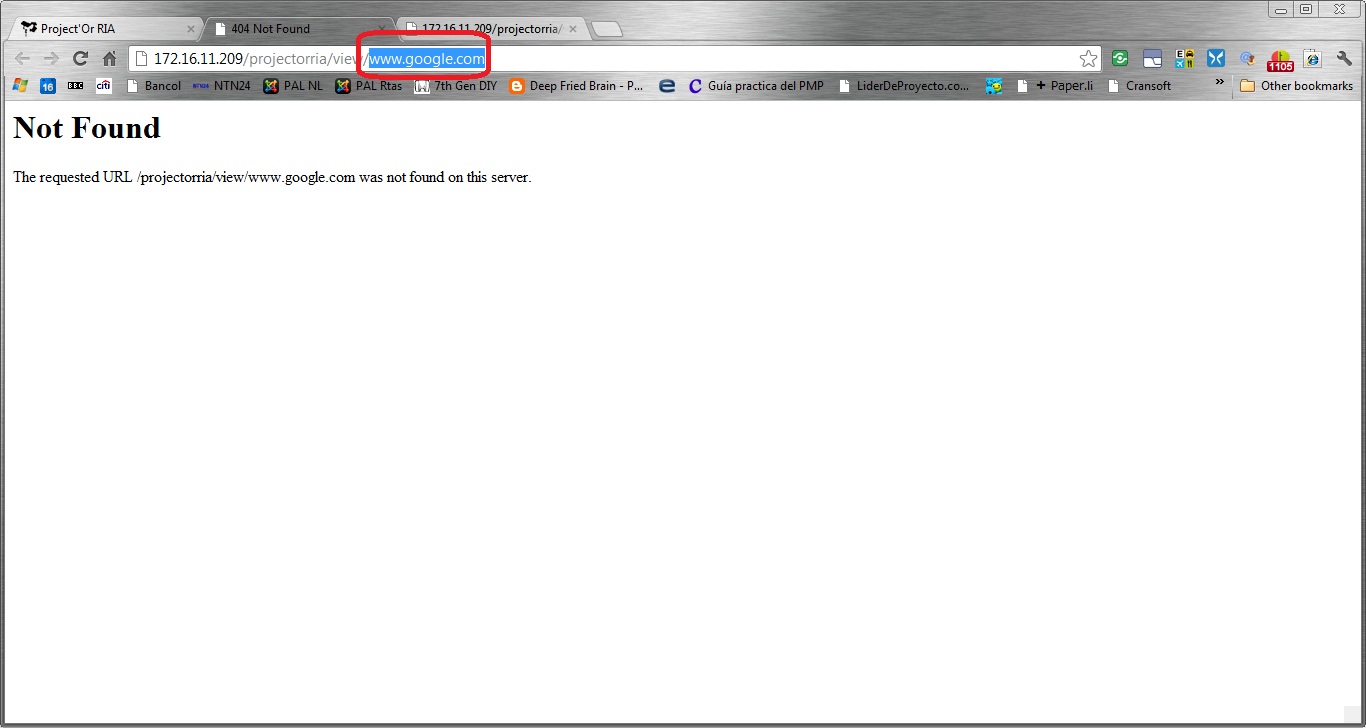 Project'Or RIA
404 Not Found
172.16.11.209/projectorria/
172.16.11.209/projectorria/view/www.google.com
1105
16 BBC citi Bancol NTN24 NTN24 PAL NL PAL Rtas 7th Gen DIY Deep Fried Brain - P... e C Guía practica del PMP LiderDeProyecto.co... + Paper.li Cransoft » Other bookmarks
Not Found
The requested URL /projectorria/view/www.google.com was not found on this server.